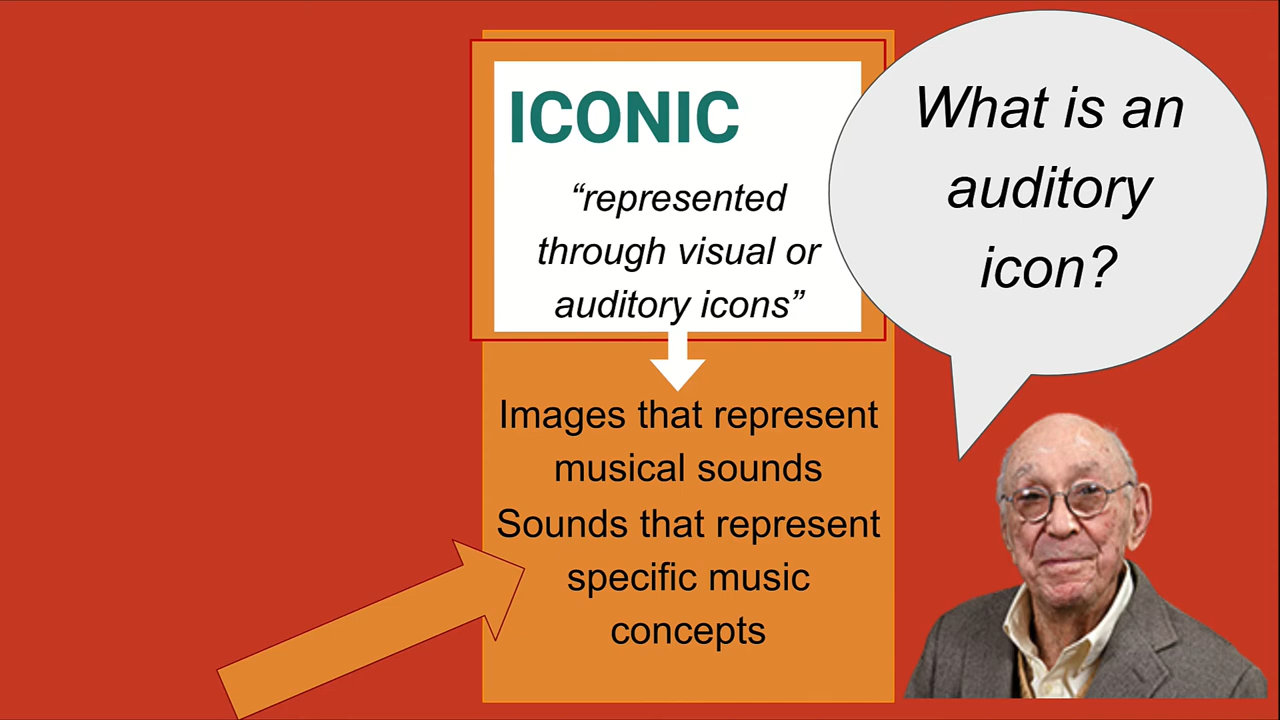 ICONIC
“represented
through visual or
auditory icons”
Images that represent
musical sounds
Sounds that represent
specific music
concepts
What is an
auditory
icon?